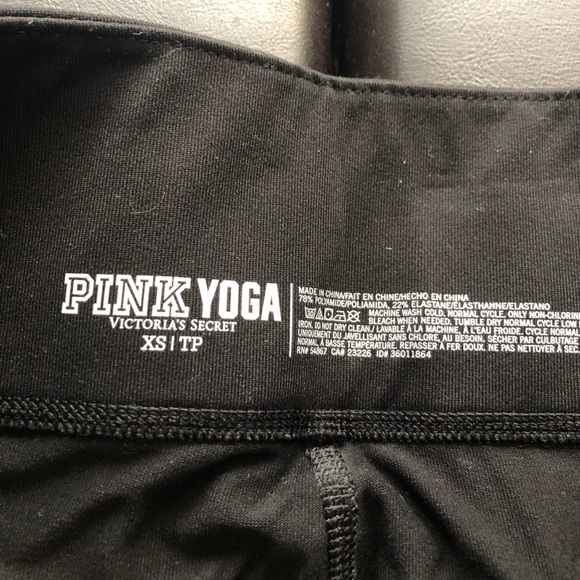 PINK YOGA
VICTORIA'S SECRET
XS | TP
MADE IN CHINA/FAIT EN CHINE/HECHO EN CHINA
78% POLYAMIDE/POLIAMIDA, 22% ELASTANE/ÉLASTHANNE/ELASTANO
MACHINE WASH COLD, NORMAL CYCLE. ONLY NON-CHLORINE
BLEACH WHEN NEEDED. TUMBLE DRY NORMAL CYCLE LOW
IRON. DO NOT DRY CLEAN./ LAVABLE À LA MACHINE, À L'EAU FROIDE. CYCLE NORMAL
UNIQUEMENT DU JAVELLISANT SANS CHLORE, AU BESOIN. SÉCHER PAR CULBUTAGE
NORMAL À BASSE TEMPÉRATURE. REPASSER À FER DOUX. NE PAS NETTOYER À
RN# 54867 CA# 23226 ID# 36011864